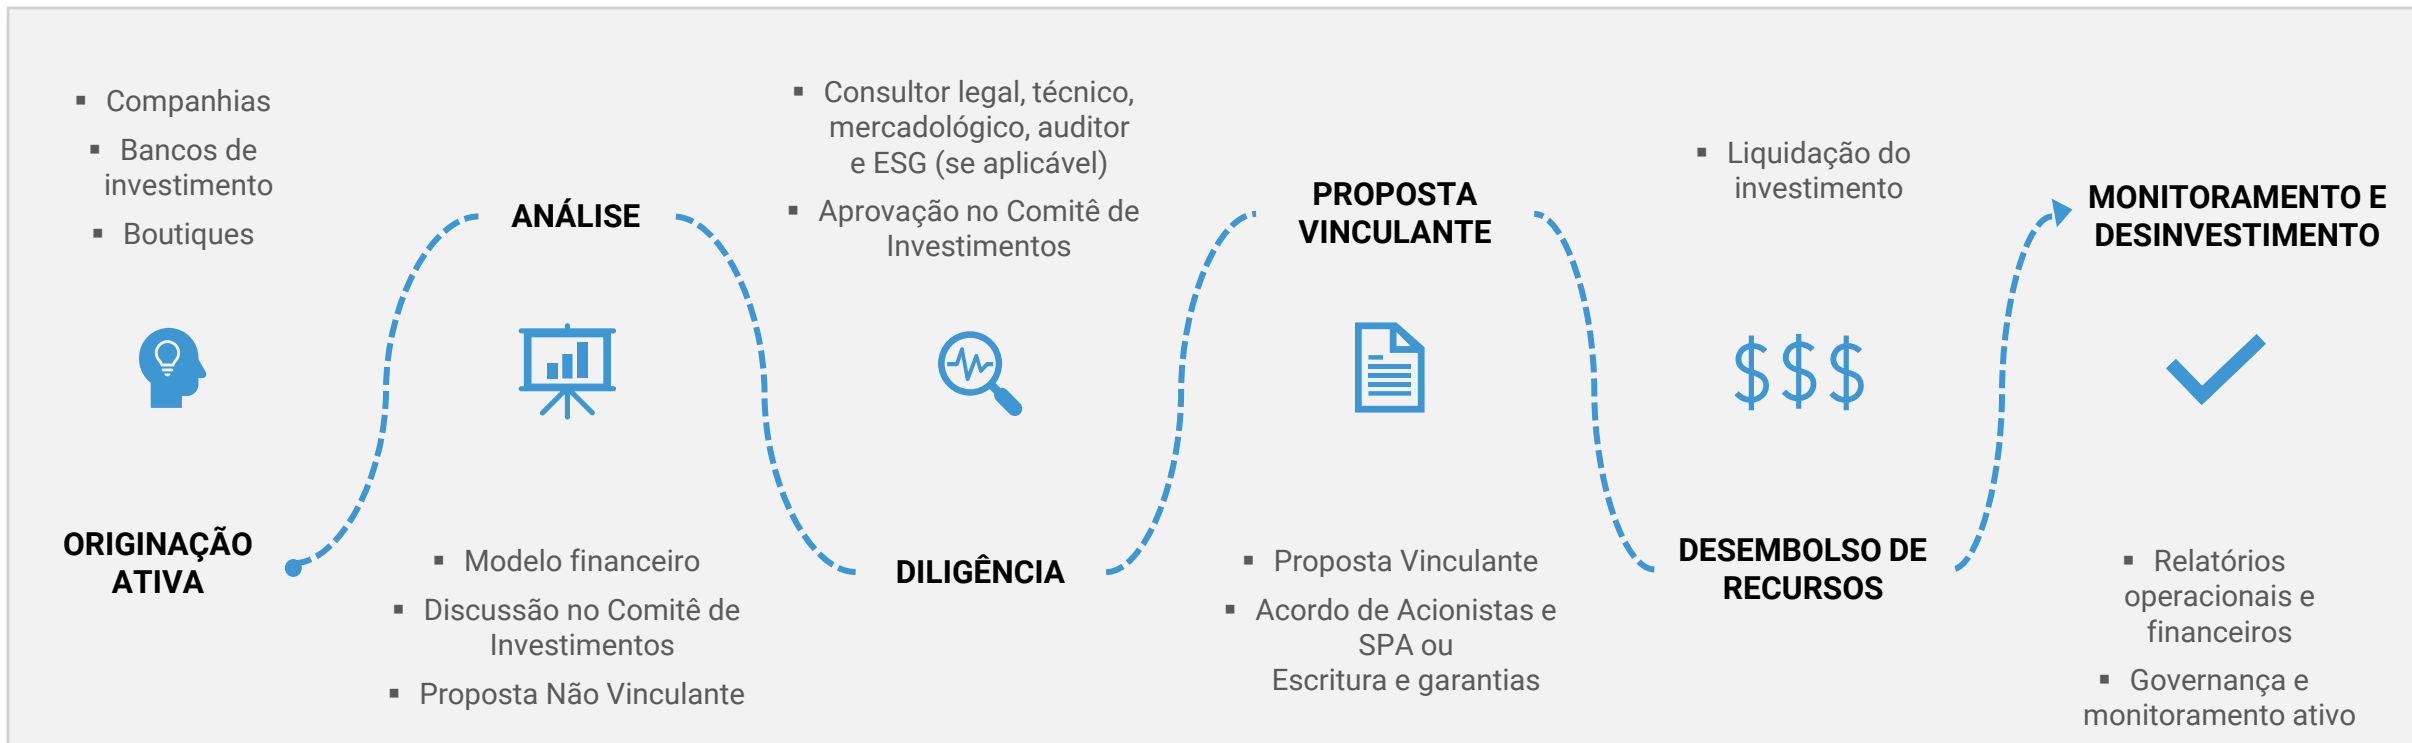 ▪ Companhias
▪ Bancos de
investimento
▪ Boutiques
ORIGINAÇÃO
ATIVA
ANÁLISE
▪ Modelo financeiro
▪ Discussão no Comitê de
Investimentos
▪ Proposta Não Vinculante
▪ Consultor legal, técnico,
mercadológico, auditor
e ESG (se aplicável)
▪ Aprovação no Comitê de
Investimentos
DILIGÊNCIA
PROPOSTA
VINCULANTE
▪ Proposta Vinculante
▪ Acordo de Acionistas e
SPA ou
Escritura e garantias
▪ Liquidação do
investimento
$$$
DESEMBOLSO DE
RECURSOS
MONITORAMENTO E
DESINVESTIMENTO
▪ Relatórios
operacionais e
financeiros
▪ Governança e
monitoramento ativo